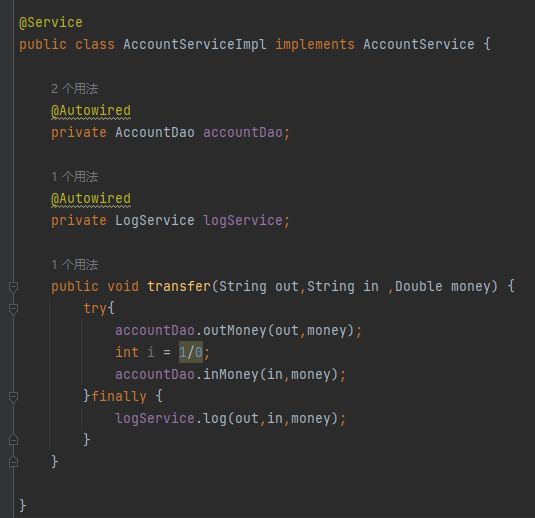 @Service
public class AccountServiceImpl implements AccountService {
2 个用法
@Autowired
private AccountDao accountDao;
1 个用法
@Autowired
private LogService logService;
1 个用法
public void transfer(String out,String in ,Double money) {
try{
accountDao.outMoney(out,money);
int i = 1/0;
accountDao.inMoney(in,money);
}finally {
logService.log(out,in,money);
}
}
}